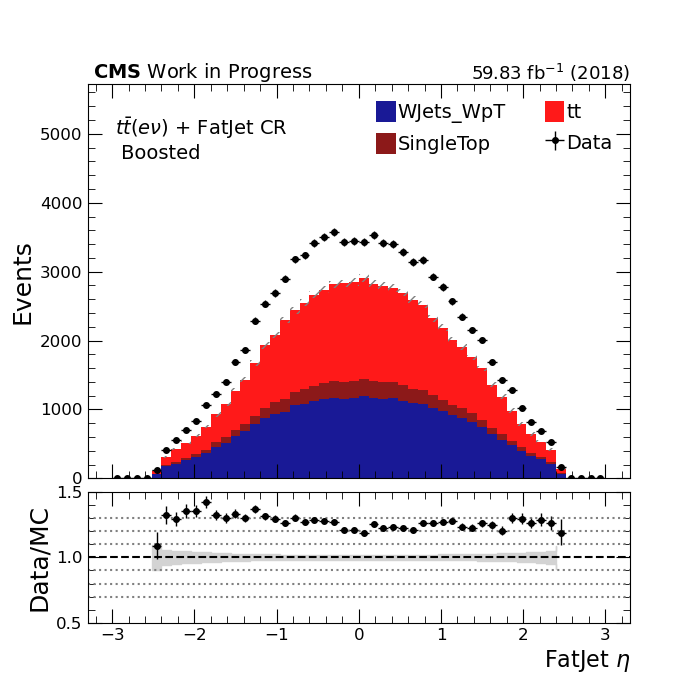 CMS Work in Progress 59.83 fb⁻¹ (2018)
tt̄(eν) + FatJet CR
Boosted
WJets_WpT tt
SingleTop Data
Events
5000
4000
3000
2000
1000
0
Data/MC
1.5
1.0
0.5
−3 −2 −1 0 1 2 3
FatJet η